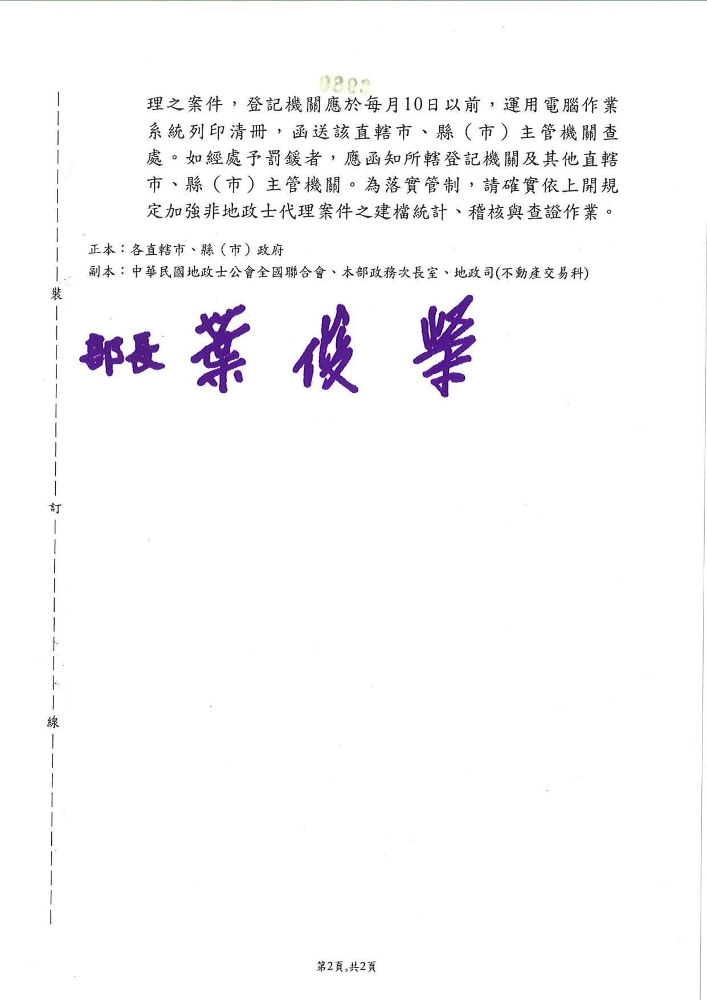 理之案件，登記機關應於每月10日以前，運用電腦作業
系統列印清冊，函送該直轄市、縣（市）主管機關查
處。如經處予罰鍰者，應函知所轄登記機關及其他直轄
市、縣（市）主管機關。為落實管制，請確實依上開規
定加強非地政士代理案件之建檔統計、稽核與查證作業。
正本：各直轄市、縣（市）政府
副本：中華民國地政士公會全國聯合會、本部政務次長室、地政司(不動產交易科)
部長 葉俊榮
裝
訂
線
第2頁,共2頁